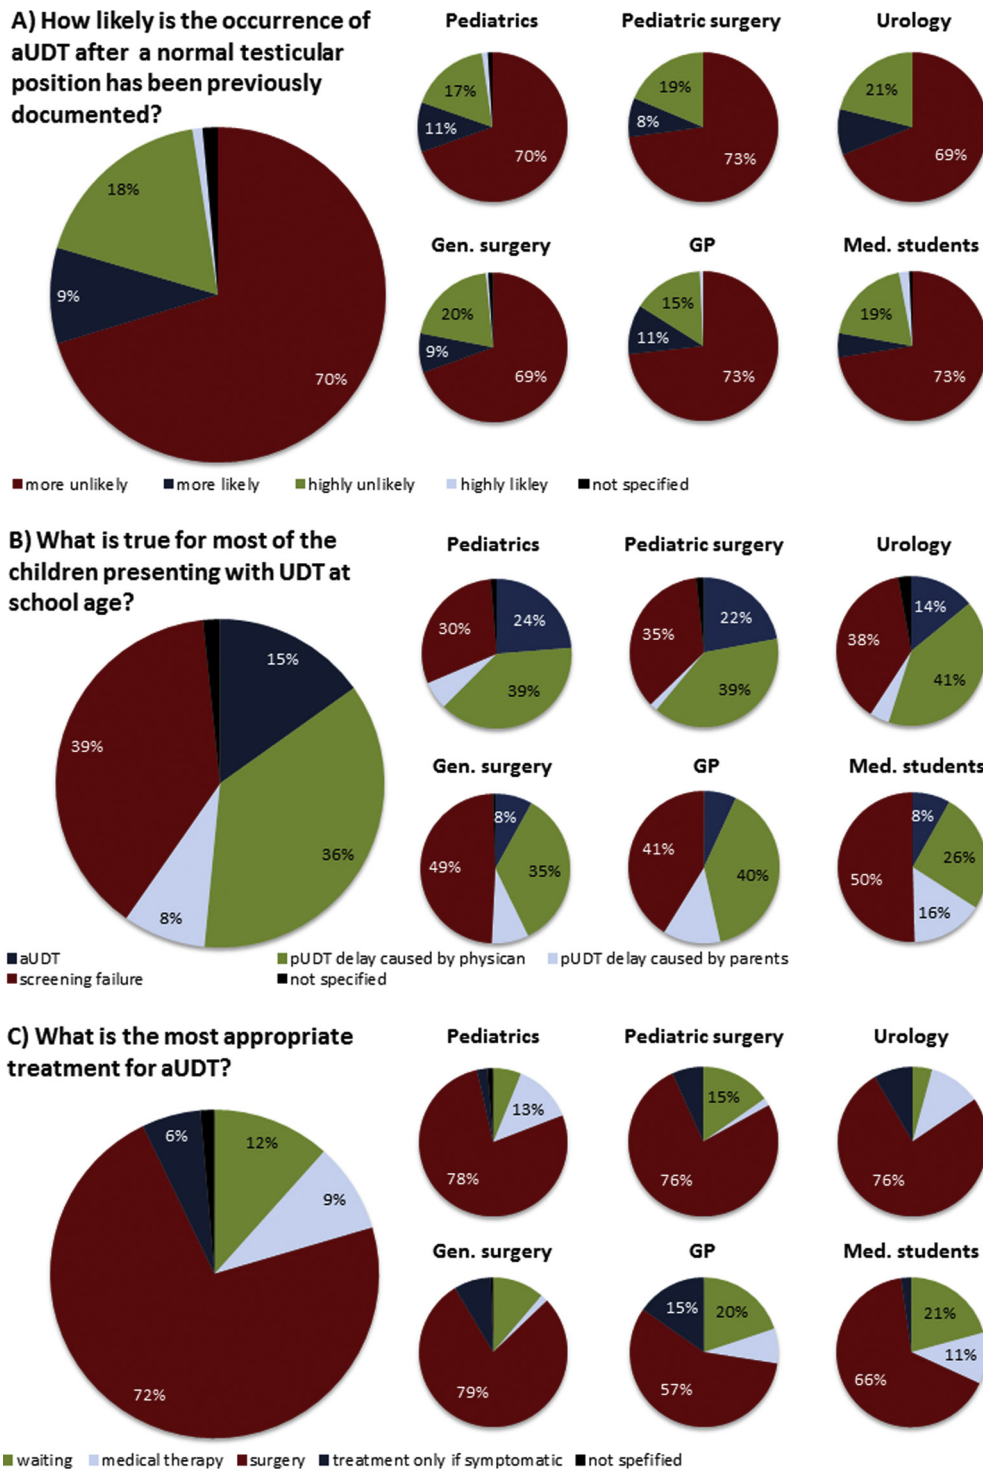 A) How likely is the occurrence of
aUDT after a normal testicular
position has been previously
documented?
18%
9%
70%
Pediatrics
17%
11%
70%
Pediatric surgery
19%
8%
73%
Urology
21%
69%
Gen. surgery
20%
9%
69%
GP
15%
11%
73%
Med. students
19%
73%
more unlikely more likely highly unlikely highly likley not specified
B) What is true for most of the
children presenting with UDT at
school age?
15%
39%
36%
8%
Pediatrics
30%
24%
39%
Pediatric surgery
35%
22%
39%
Urology
14%
38%
41%
Gen. surgery
8%
49%
35%
GP
41%
40%
Med. students
8%
26%
50%
16%
aUDT pUDT delay caused by physican pUDT delay caused by parents
screening failure not specified
C) What is the most appropriate
treatment for aUDT?
6%
12%
9%
72%
Pediatrics
13%
78%
Pediatric surgery
15%
76%
Urology
76%
Gen. surgery
79%
GP
15%
20%
57%
Med. students
21%
11%
66%
waiting medical therapy surgery treatment only if symptomatic not spefified